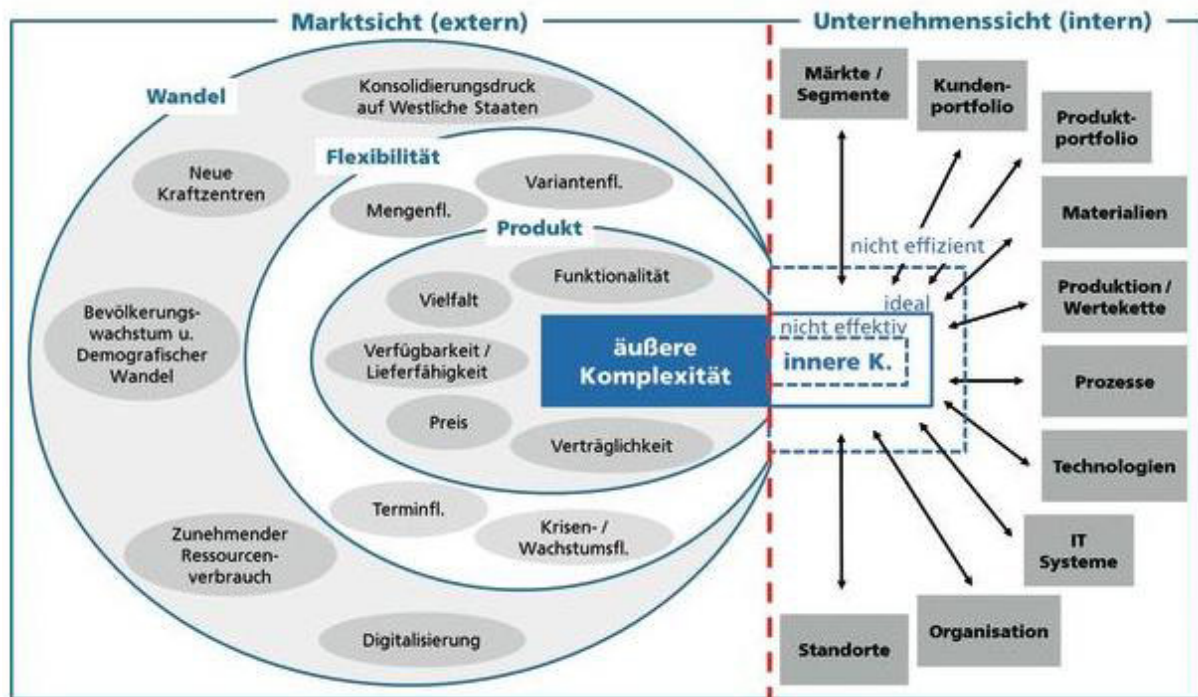 Marktsicht (extern)
Unternehmenssicht (intern)
Wandel
Konsolidierungsdruck
auf Westliche Staaten
Neue
Kraftzentren
Bevölkerungs-
wachstum u.
Demografischer
Wandel
Zunehmender
Ressourcen-
verbrauch
Digitalisierung
Flexibilität
Mengenfl.
Variantenfl.
Terminfl.
Krisen- /
Wachstumsfl.
Produkt
Funktionalität
Vielfalt
Verfügbarkeit /
Lieferfähigkeit
Preis
Verträglichkeit
äußere
Komplexität
nicht effizient
ideal
nicht effektiv
innere K.
Märkte /
Segmente
Kunden-
portfolio
Produkt-
portfolio
Materialien
Produktion /
Wertekette
Prozesse
Technologien
IT
Systeme
Organisation
Standorte